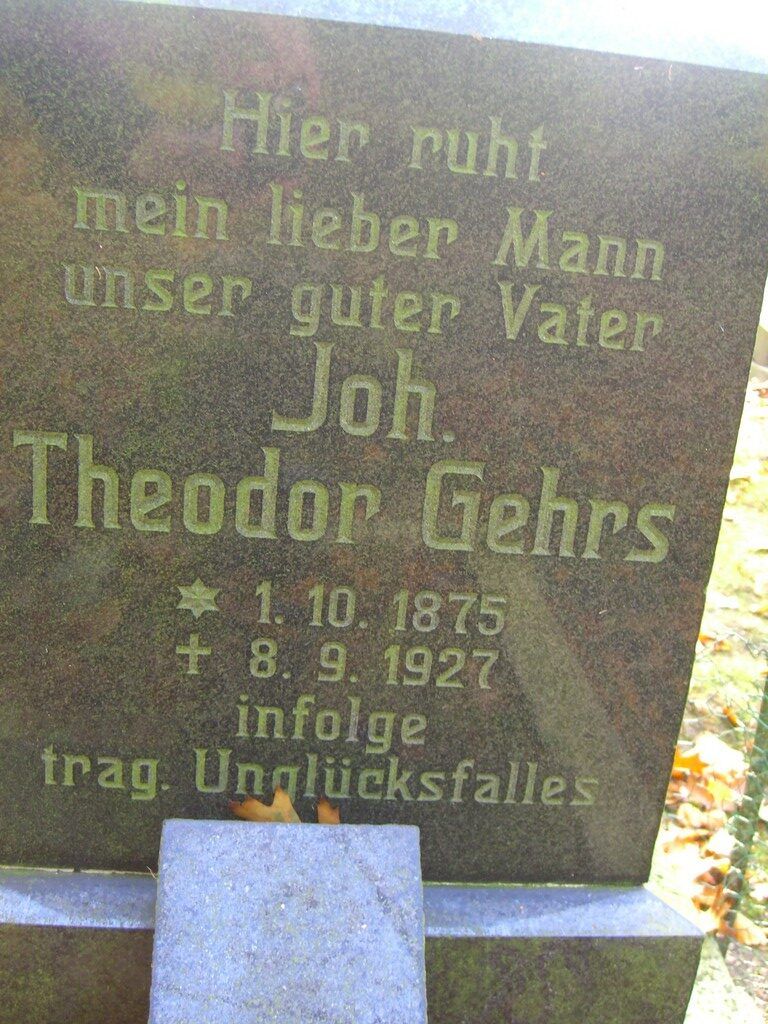 Hier ruht
mein lieber Mann
unser guter Vater
Joh.
Theodor Gehrs
* 1. 10. 1875
† 8. 9. 1927
infolge
trag. Unglücksfalles